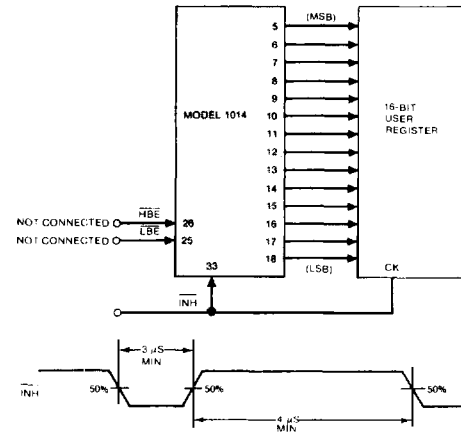 5 (MSB)
6
7
8
9
MODEL 1014
10
11
12
13
14
15
16
17
18
(LSB)
16-BIT
USER
REGISTER
CK
NOT CONNECTED HBE 26
NOT CONNECTED LBE 25
33
INH
3 μS
MIN
INH
50%
50%
50%
4 μS
MIN